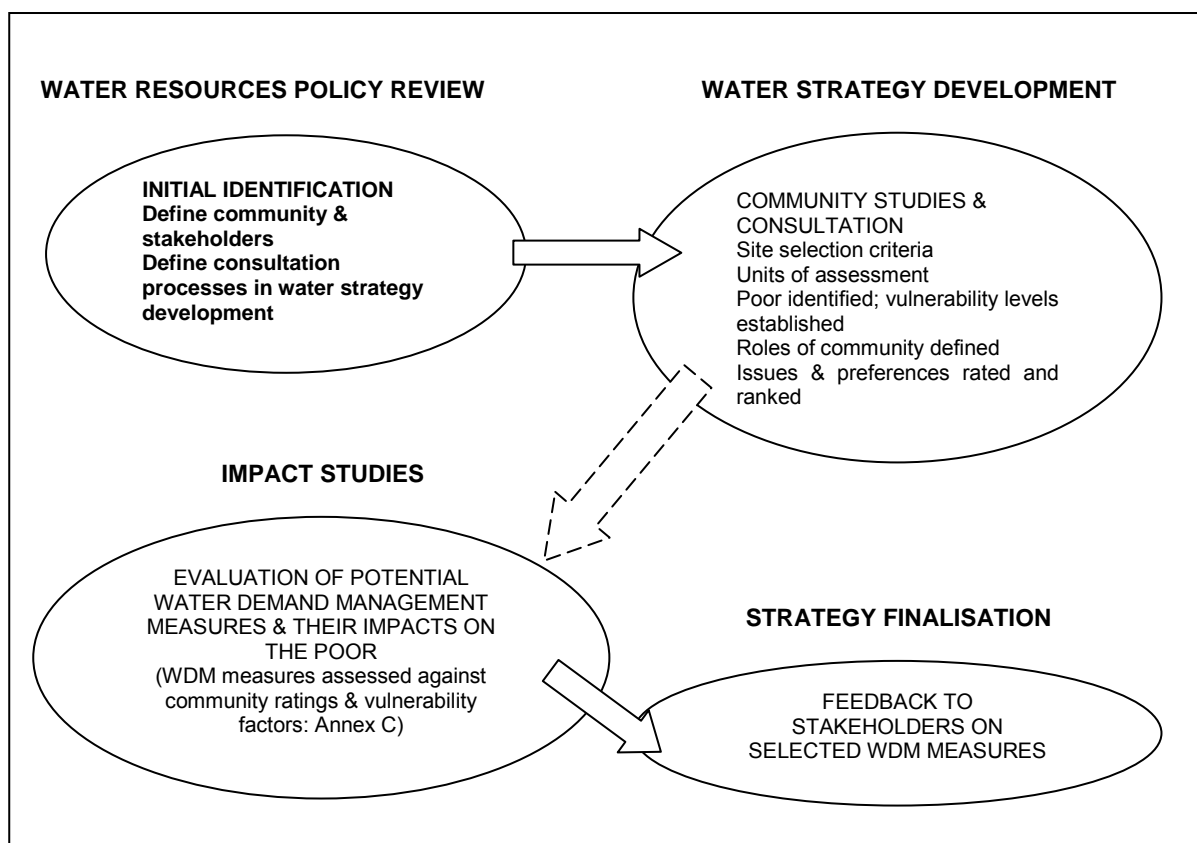 WATER RESOURCES POLICY REVIEW
INITIAL IDENTIFICATION
Define community &
stakeholders
Define consultation
processes in water strategy
development
WATER STRATEGY DEVELOPMENT
COMMUNITY STUDIES &
CONSULTATION
Site selection criteria
Units of assessment
Poor identified; vulnerability levels
established
Roles of community defined
Issues & preferences rated and
ranked
IMPACT STUDIES
EVALUATION OF POTENTIAL
WATER DEMAND MANAGEMENT
MEASURES & THEIR IMPACTS ON
THE POOR
(WDM measures assessed against
community ratings & vulnerability
factors: Annex C)
STRATEGY FINALISATION
FEEDBACK TO
STAKEHOLDERS ON
SELECTED WDM MEASURES